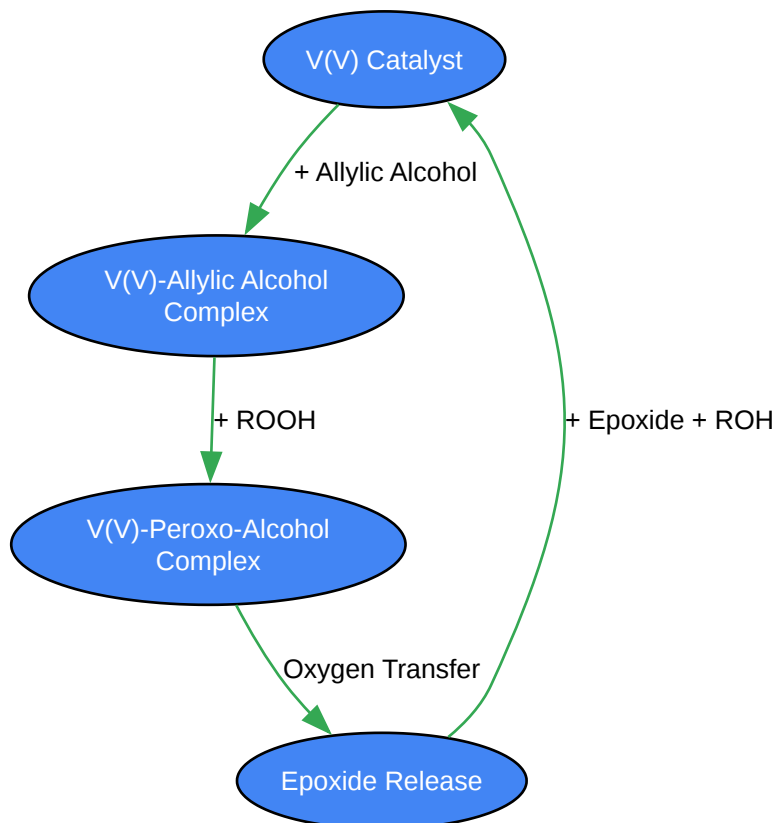 V(V) Catalyst
+ Allylic Alcohol
V(V)-Allylic Alcohol
Complex
+ ROOH
+ Epoxide + ROH
V(V)-Peroxo-Alcohol
Complex
Oxygen Transfer
Epoxide Release